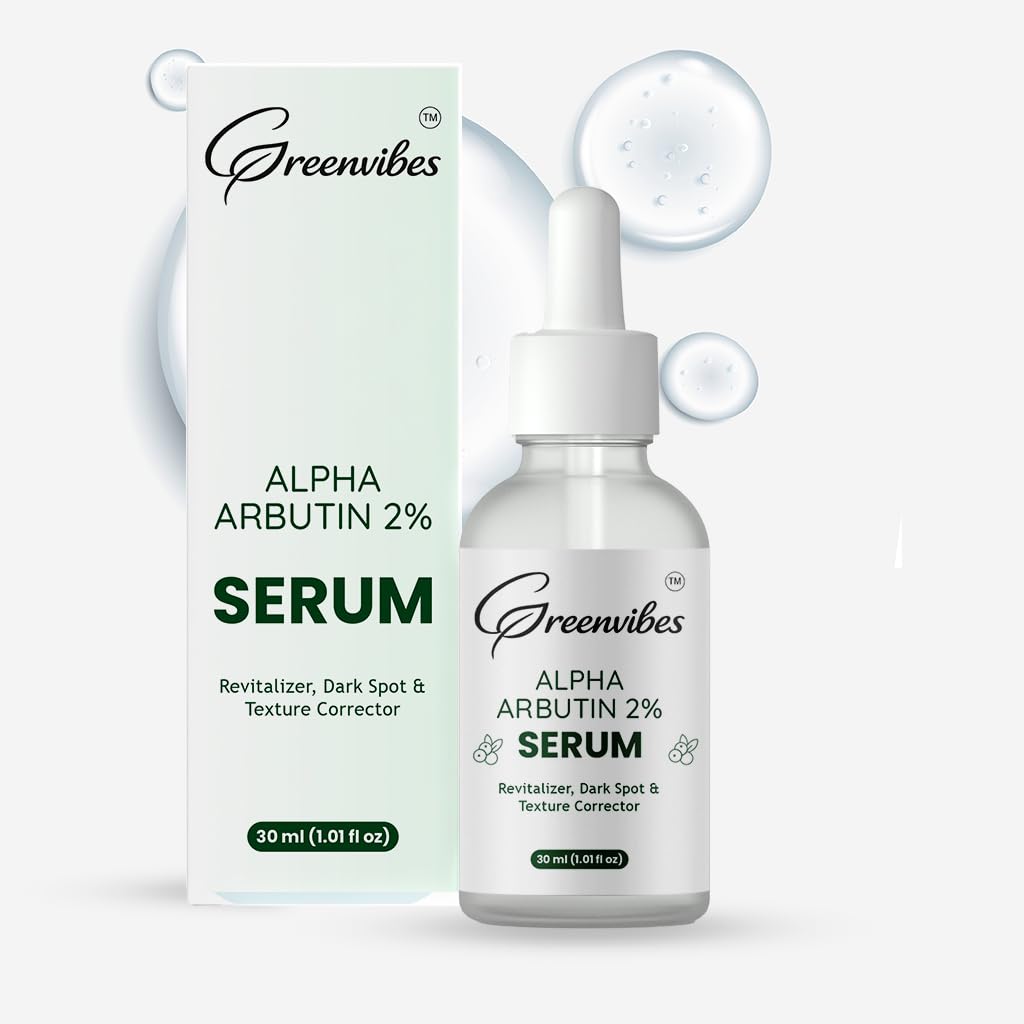 Greenvibes TM
ALPHA
ARBUTIN 2%
SERUM
Revitalizer, Dark Spot &
Texture Corrector
30 ml (1.01 fl oz)
Greenvibes TM
ALPHA
ARBUTIN 2%
SERUM
Revitalizer, Dark Spot &
Texture Corrector
30 ml (1.01 fl oz)